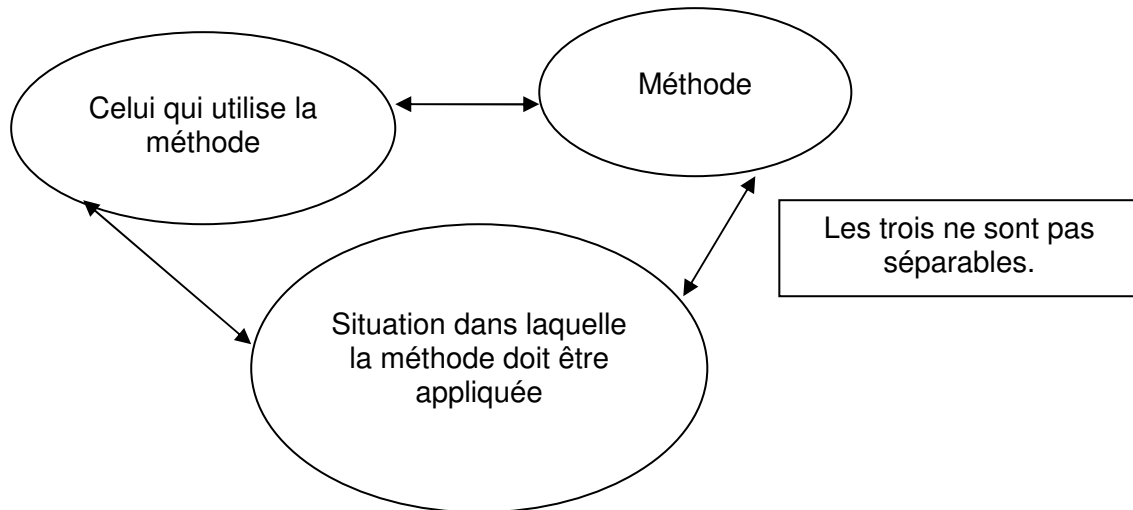 Celui qui utilise la
méthode
Méthode
Les trois ne sont pas
séparables.
Situation dans laquelle
la méthode doit être
appliquée